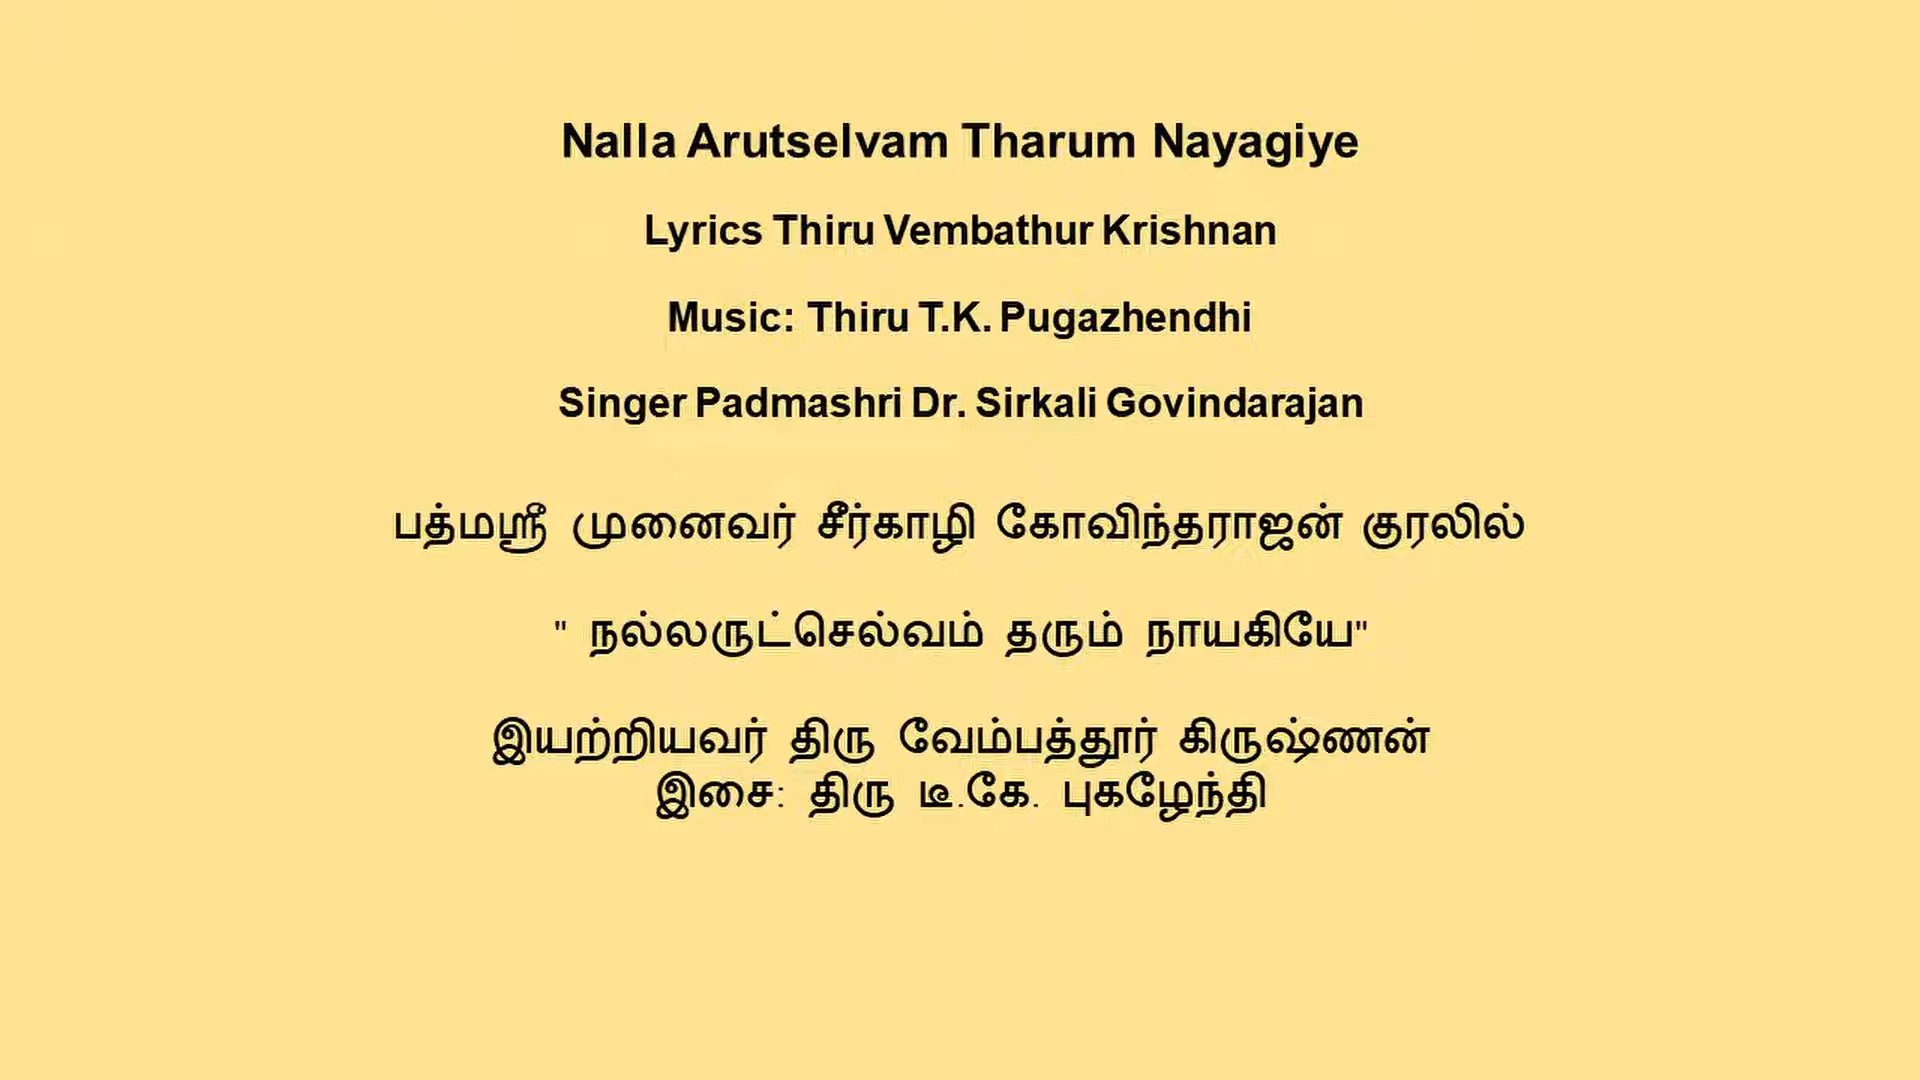 Nalla Arutselvam Tharum Nayagiye
Lyrics Thiru Vembathur Krishnan
Music: Thiru T.K. Pugazhendhi
Singer Padmashri Dr. Sirkali Govindarajan
பத்மஸ்ரீ முனைவர் சீர்காழி கோவிந்தராஜன் குரலில்
" நல்லருட்செல்வம் தரும் நாயகியே"
இயற்றியவர் திரு வேம்பத்தூர் கிருஷ்ணன்
இசை: திரு டீ.கே. புகழேந்தி